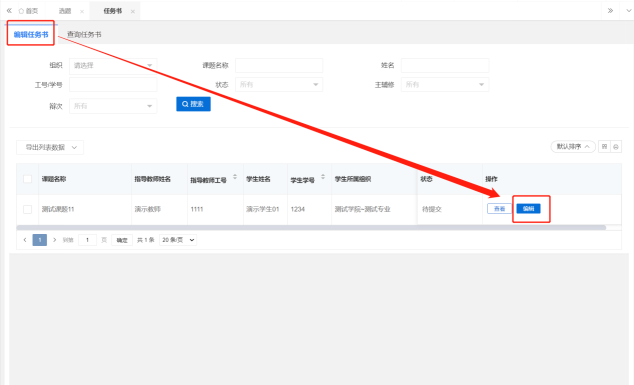 首页 选题 任务书
编辑任务书 查询任务书
组织 请选择 课题名称 姓名
工号/学号 状态 所有 主辅修 所有
辩次 所有 搜索
导出列表数据 默认排序
课题名称 指导教师姓名 指导教师工号 学生姓名 学生学号 学生所属组织 状态 操作
测试课题11 演示教师 1111 演示学生01 1234 测试学院-测试专业 待提交 查看 编辑
1 到第 1 页 确定 共 1 条 20 条/页